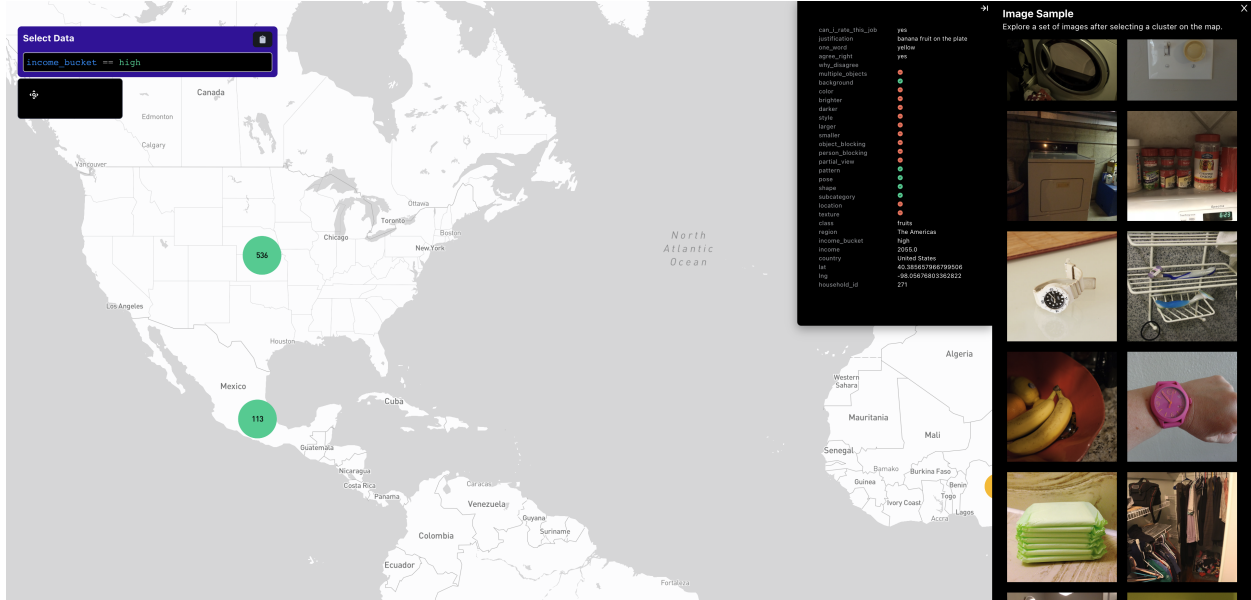 Select Data
income_bucket == high
Canada
Edmonton
Calgary
Vancouver
Ottawa
Toronto
Boston
Chicago
New York
536
Los Angeles
Houston
Mexico
113
Cuba
Guatemala
Nicaragua
Costa Rica
Panama
Caracas
Venezuela
Guyana
Suriname
Colombia
Ecuador
Fortaleza
North
Atlantic
Ocean
Algeria
Western
Sahara
Mauritania
Mali
Senegal
Bamako
Burkina Faso
Guinea
Benin
Togo
Ivory Coast
Lagos
Accra
can_i_rate_this_job yes
justification banana fruit on the plate
one_word yellow
agree_right yes
why_disagree
multiple_objects
background
color
brighter
darker
style
larger
smaller
object_blocking
person_blocking
partial_view
pattern
pose
shape
subcategory
location
texture
class fruits
region The Americas
income_bucket high
income 2055.0
country United States
lat 40.385657986799506
lng -98.05676803362822
household_id 271
Image Sample
Explore a set of images after selecting a cluster on the map.